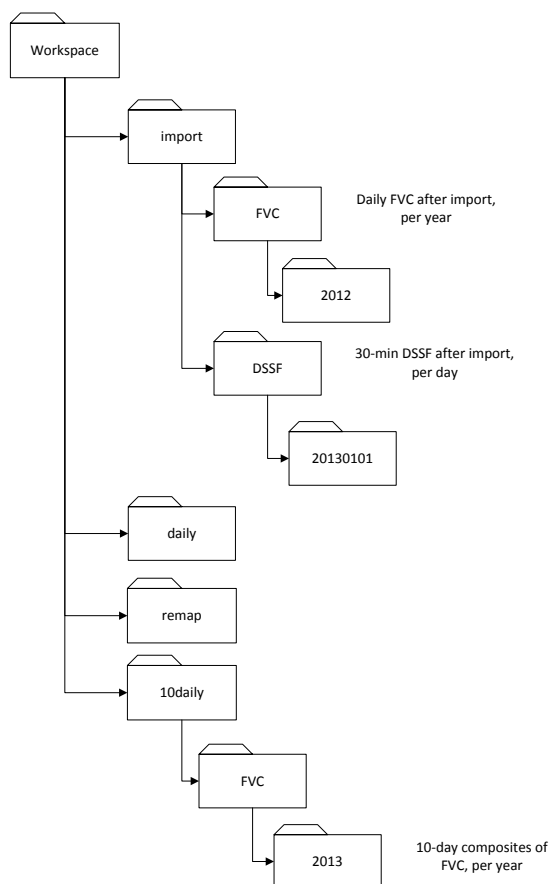 Workspace
import
FVC
Daily FVC after import,
per year
2012
DSSF
30-min DSSF after import,
per day
20130101
daily
remap
10daily
FVC
2013
10-day composites of
FVC, per year